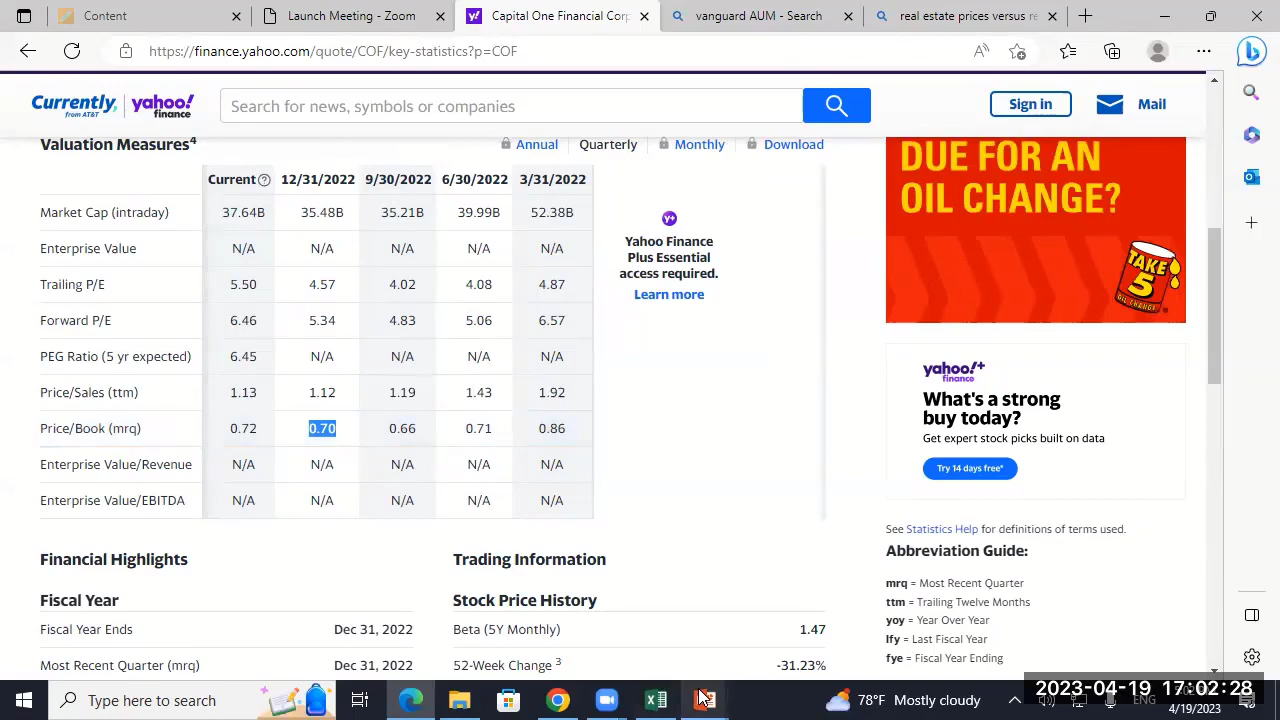 Content
Launch Meeting - Zoom
Capital One Financial Corp
vanguard AUM - Search
real estate prices versus re
https://finance.yahoo.com/quote/COF/key-statistics?p=COF
Currently, from AT&T yahoo! finance
Search for news, symbols or companies
Sign in
Mail
Valuation Measures4
Annual Quarterly Monthly Download
Current 12/31/2022 9/30/2022 6/30/2022 3/31/2022
Market Cap (intraday) 37.64B 35.48B 35.21B 39.99B 52.38B
Enterprise Value N/A N/A N/A N/A N/A
Trailing P/E 5.50 4.57 4.02 4.08 4.87
Forward P/E 6.46 5.34 4.83 5.06 6.57
PEG Ratio (5 yr expected) 6.45 N/A N/A N/A N/A
Price/Sales (ttm) 1.13 1.12 1.19 1.43 1.92
Price/Book (mrq) 0.72 0.70 0.66 0.71 0.86
Enterprise Value/Revenue N/A N/A N/A N/A N/A
Enterprise Value/EBITDA N/A N/A N/A N/A N/A
y+
Yahoo Finance
Plus Essential
access required.
Learn more
DUE FOR AN
OIL CHANGE?
TAKE
5
OIL CHANGE
yahoo!+
finance
What's a strong
buy today?
Get expert stock picks built on data
Try 14 days free*
See Statistics Help for definitions of terms used.
Abbreviation Guide:
mrq = Most Recent Quarter
ttm = Trailing Twelve Months
yoy = Year Over Year
lfy = Last Fiscal Year
fye = Fiscal Year Ending
Financial Highlights
Fiscal Year
Fiscal Year Ends Dec 31, 2022
Most Recent Quarter (mrq) Dec 31, 2022
Trading Information
Stock Price History
Beta (5Y Monthly) 1.47
52-Week Change 3 -31.23%
Type here to search
78°F Mostly cloudy
ENG
2023-04-19 17:02:28
4/19/2023